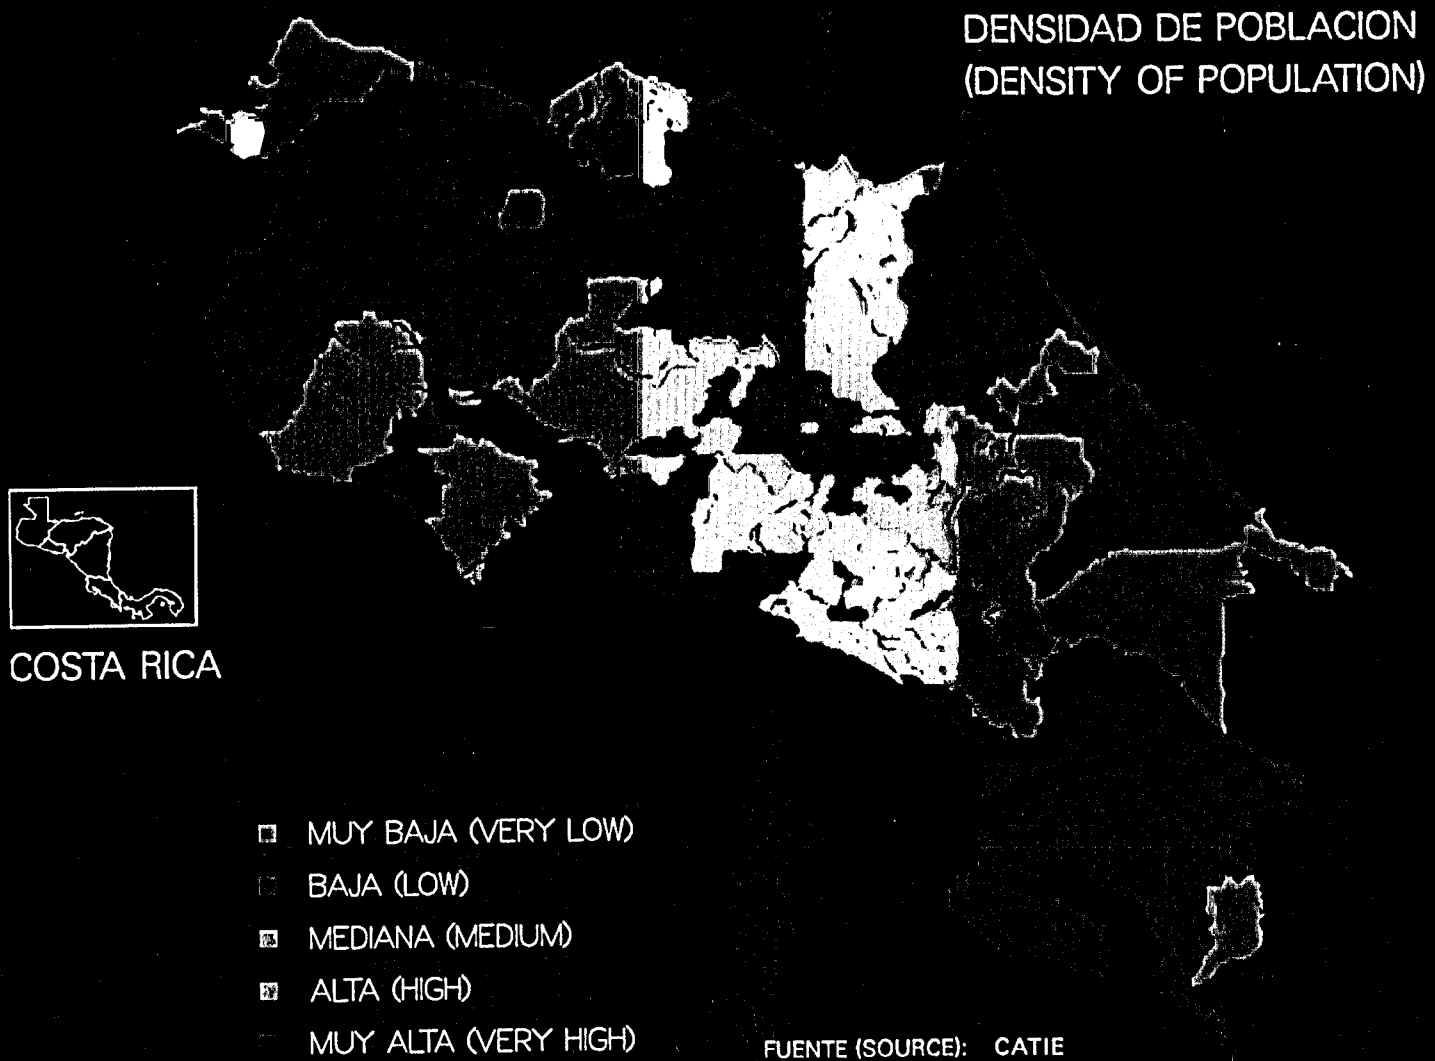 DENSIDAD DE POBLACION
(DENSITY OF POPULATION)
COSTA RICA
MUY BAJA (VERY LOW)
BAJA (LOW)
MEDIANA (MEDIUM)
ALTA (HIGH)
MUY ALTA (VERY HIGH)
FUENTE (SOURCE): CATIE